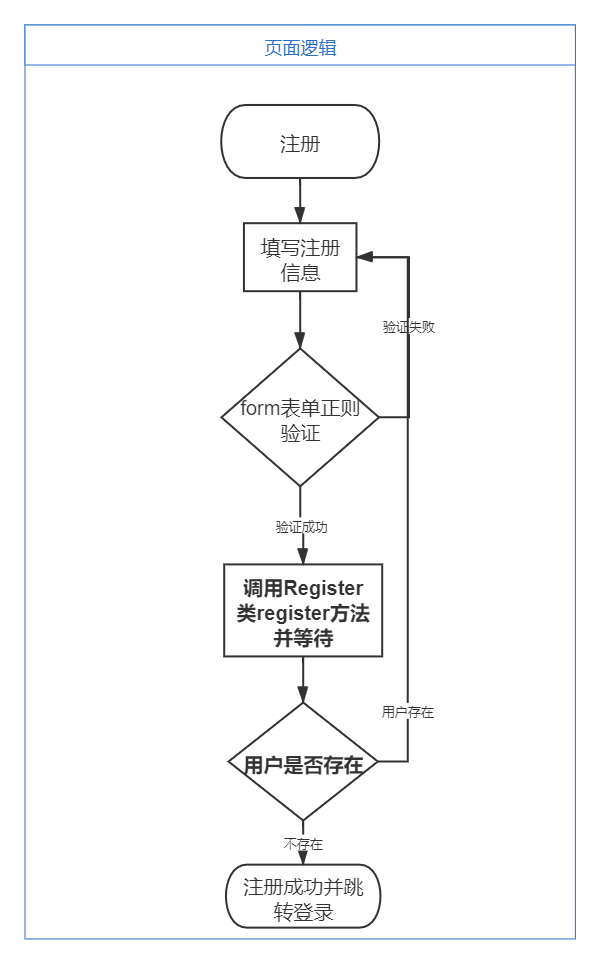 页面逻辑
注册
填写注册
信息
验证失败
form表单正则
验证
验证成功
调用Register
类register方法
并等待
用户存在
用户是否存在
不存在
注册成功并跳
转登录